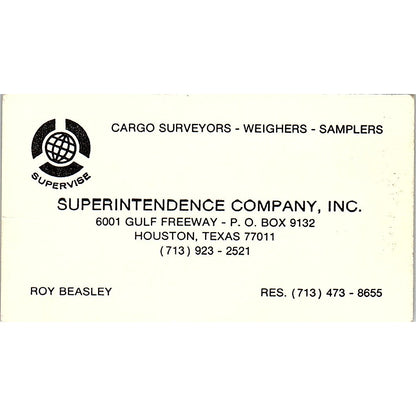 CARGO SURVEYORS - WEIGHERS - SAMPLERS
SUPERVISE
SUPERINTENDENCE COMPANY, INC.
6001 GULF FREEWAY - P. O. BOX 9132
HOUSTON, TEXAS 77011
(713) 923 - 2521
ROY BEASLEY RES. (713) 473 - 8655